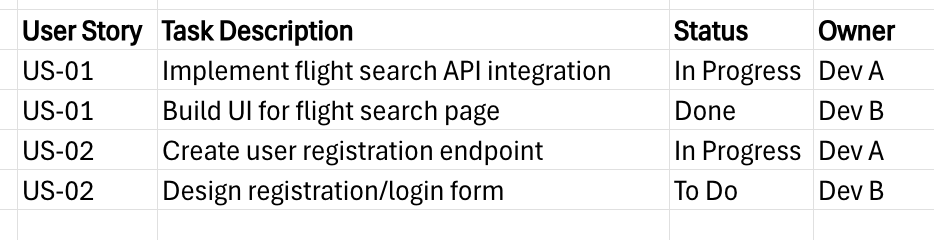 User Story Task Description Status Owner
US-01 Implement flight search API integration In Progress Dev A
US-01 Build UI for flight search page Done Dev B
US-02 Create user registration endpoint In Progress Dev A
US-02 Design registration/login form To Do Dev B